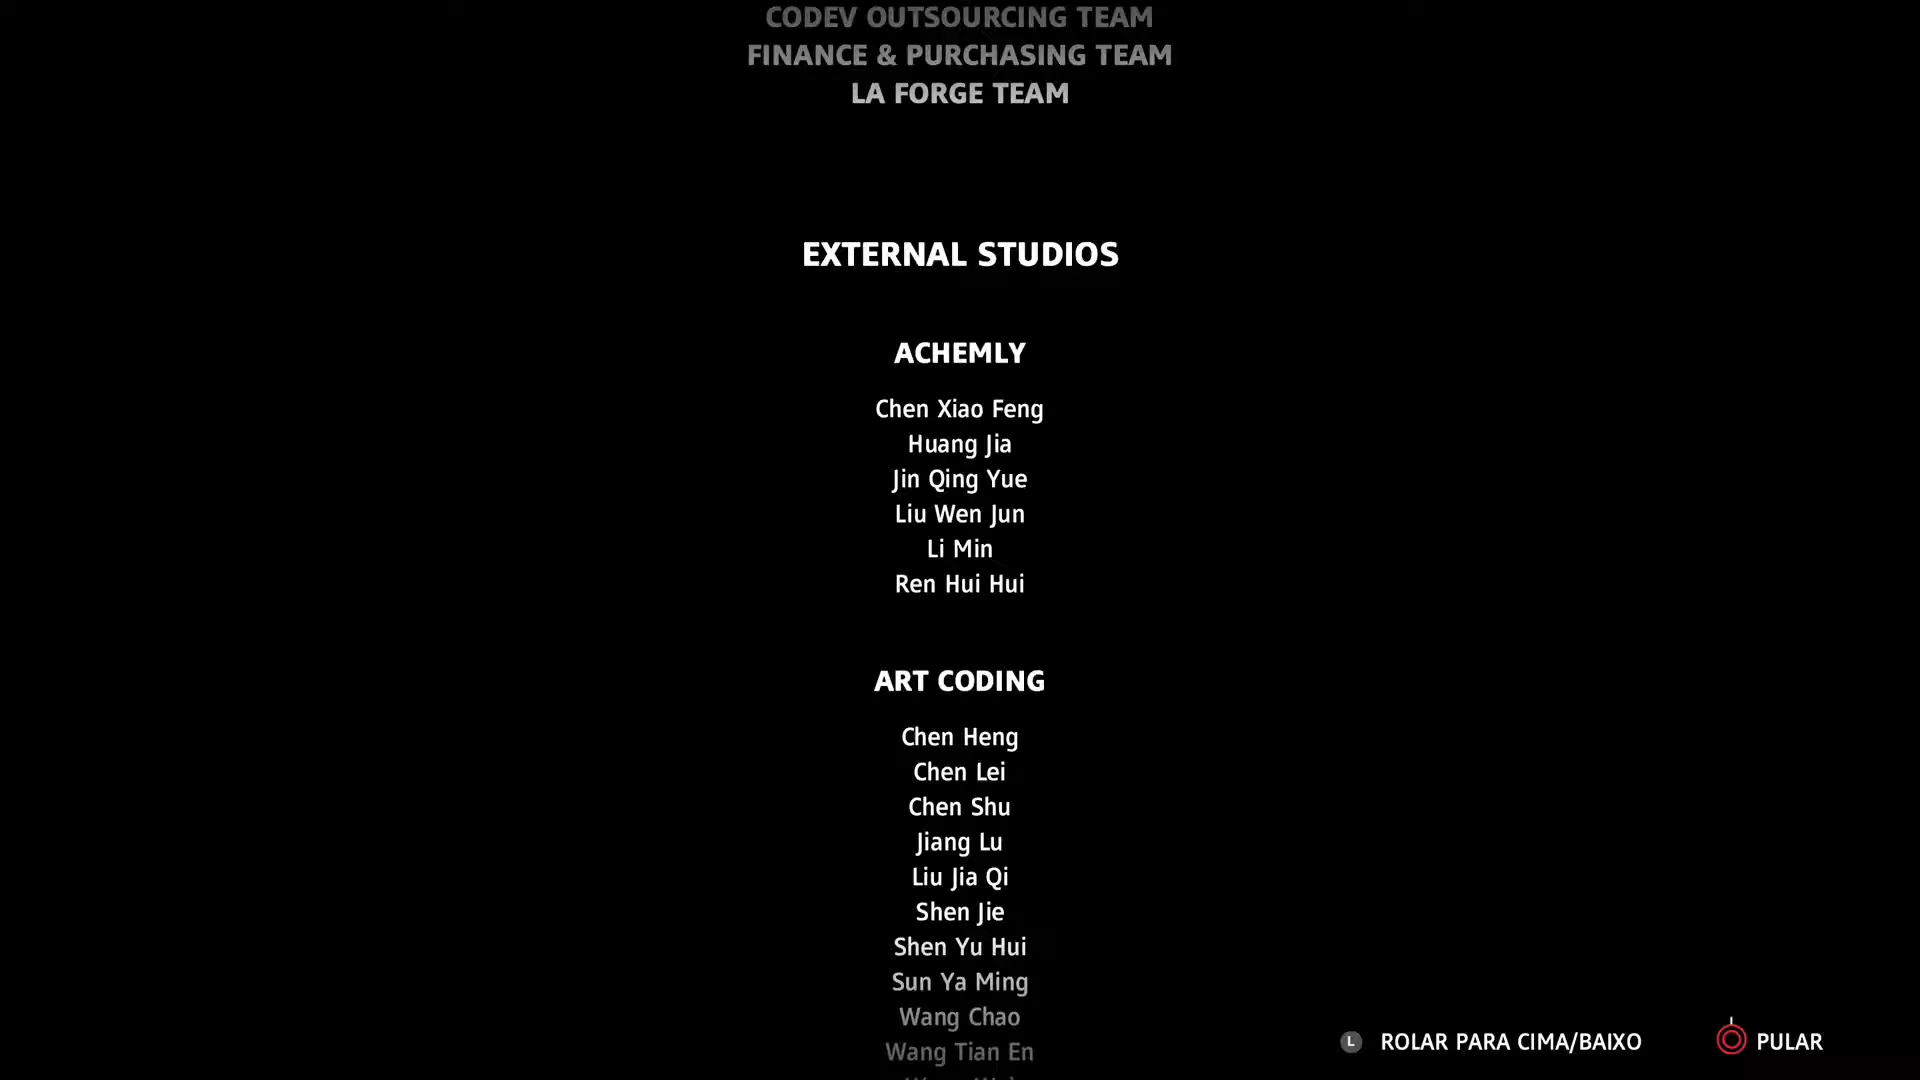 CODEV OUTSOURCING TEAM
FINANCE & PURCHASING TEAM
LA FORGE TEAM
EXTERNAL STUDIOS
ACHEMLY
Chen Xiao Feng
Huang Jia
Jin Qing Yue
Liu Wen Jun
Li Min
Ren Hui Hui
ART CODING
Chen Heng
Chen Lei
Chen Shu
Jiang Lu
Liu Jia Qi
Shen Jie
Shen Yu Hui
Sun Ya Ming
Wang Chao
Wang Tian En
L ROLAR PARA CIMA/BAIXO
PULAR